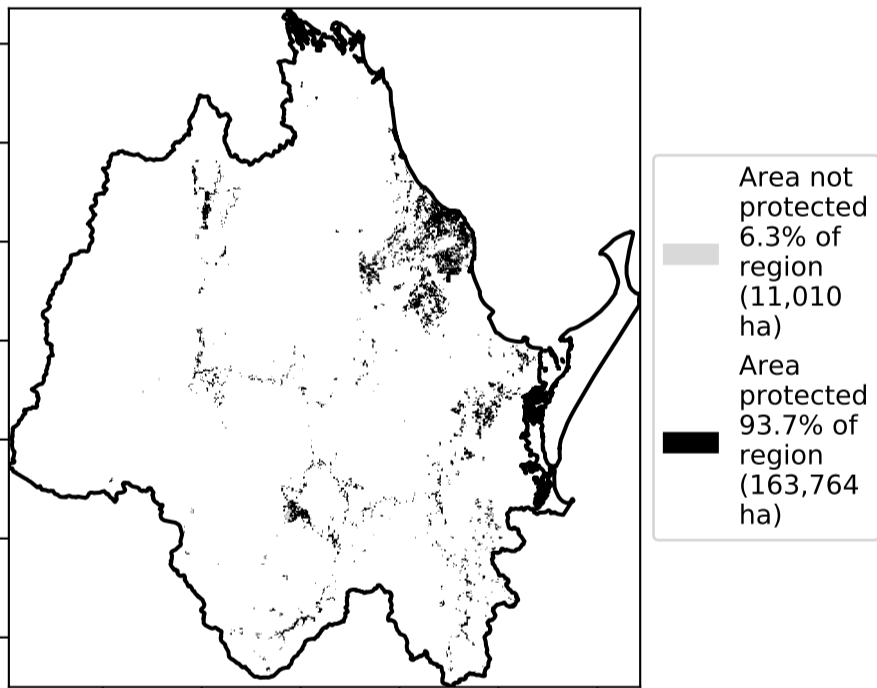 Area not
protected
6.3% of
region
(11,010
ha)
Area
protected
93.7% of
region
(163,764
ha)